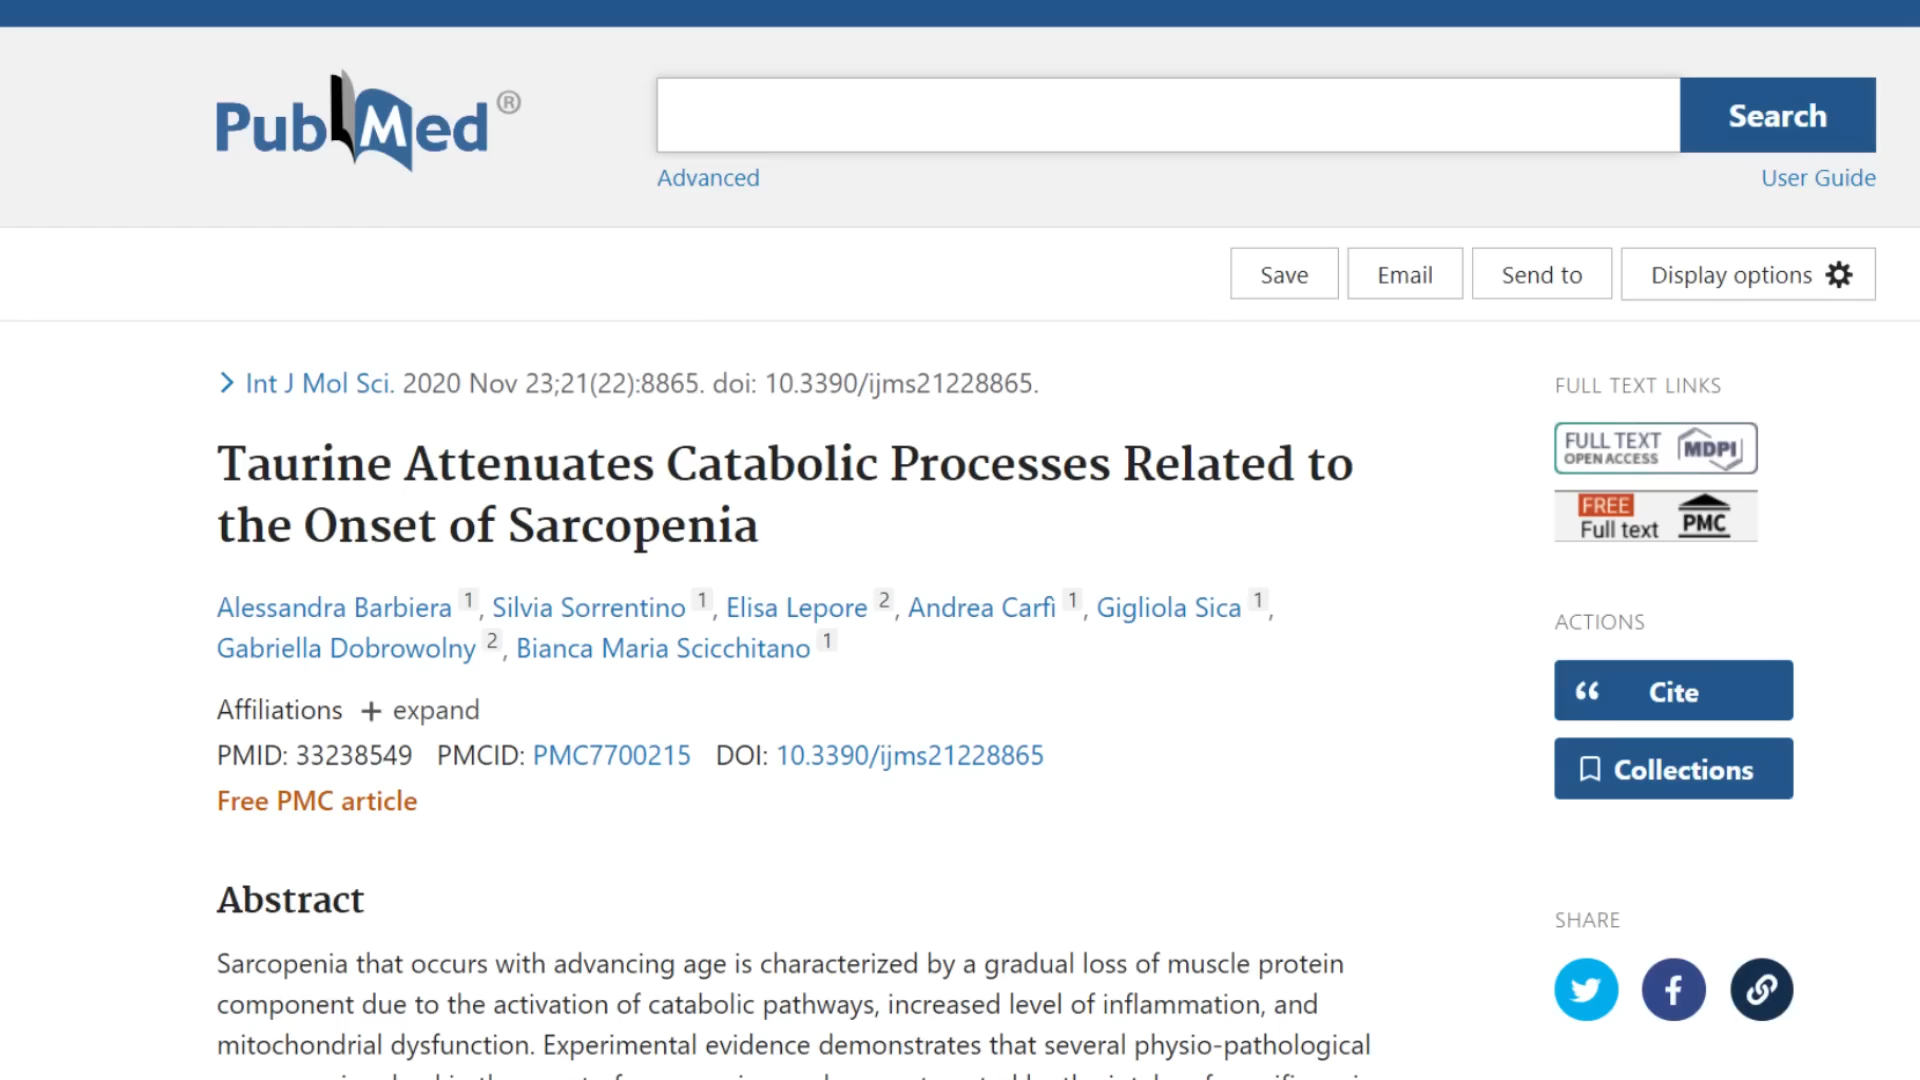 PubMed®
Search
Advanced
User Guide
Save
Email
Send to
Display options
Int J Mol Sci. 2020 Nov 23;21(22):8865. doi: 10.3390/ijms21228865.
Taurine Attenuates Catabolic Processes Related to
the Onset of Sarcopenia
Alessandra Barbiera 1, Silvia Sorrentino 1, Elisa Lepore 2, Andrea Carfì 1, Gigliola Sica 1,
Gabriella Dobrowolny 2, Bianca Maria Scicchitano 1
Affiliations + expand
PMID: 33238549 PMCID: PMC7700215 DOI: 10.3390/ijms21228865
Free PMC article
Abstract
Sarcopenia that occurs with advancing age is characterized by a gradual loss of muscle protein
component due to the activation of catabolic pathways, increased level of inflammation, and
mitochondrial dysfunction. Experimental evidence demonstrates that several physio-pathological
FULL TEXT LINKS
FULL TEXT
OPEN ACCESS
MDPI
FREE
Full text
PMC
ACTIONS
Cite
Collections
SHARE